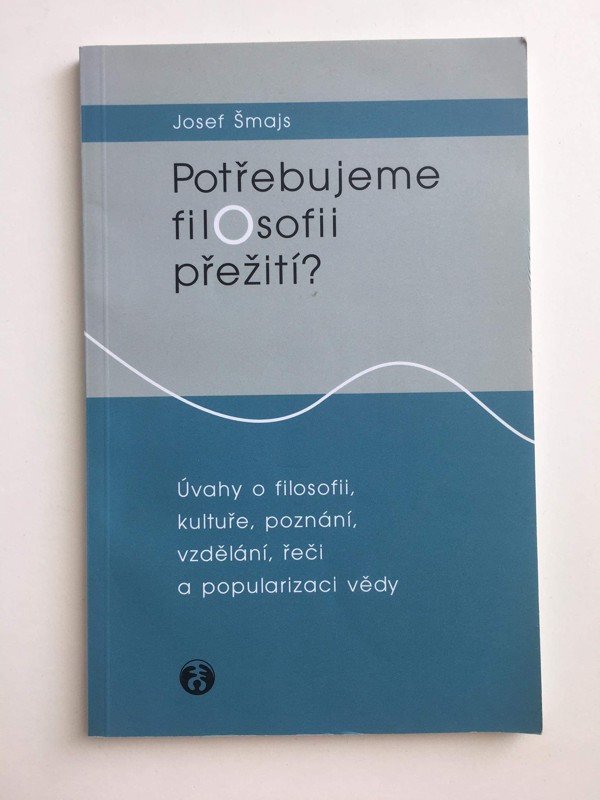 Josef Šmajs
Potřebujeme
filOsofii
přežití?
Úvahy o filosofii,
kultuře, poznání,
vzdělání, řeči
a popularizaci vědy